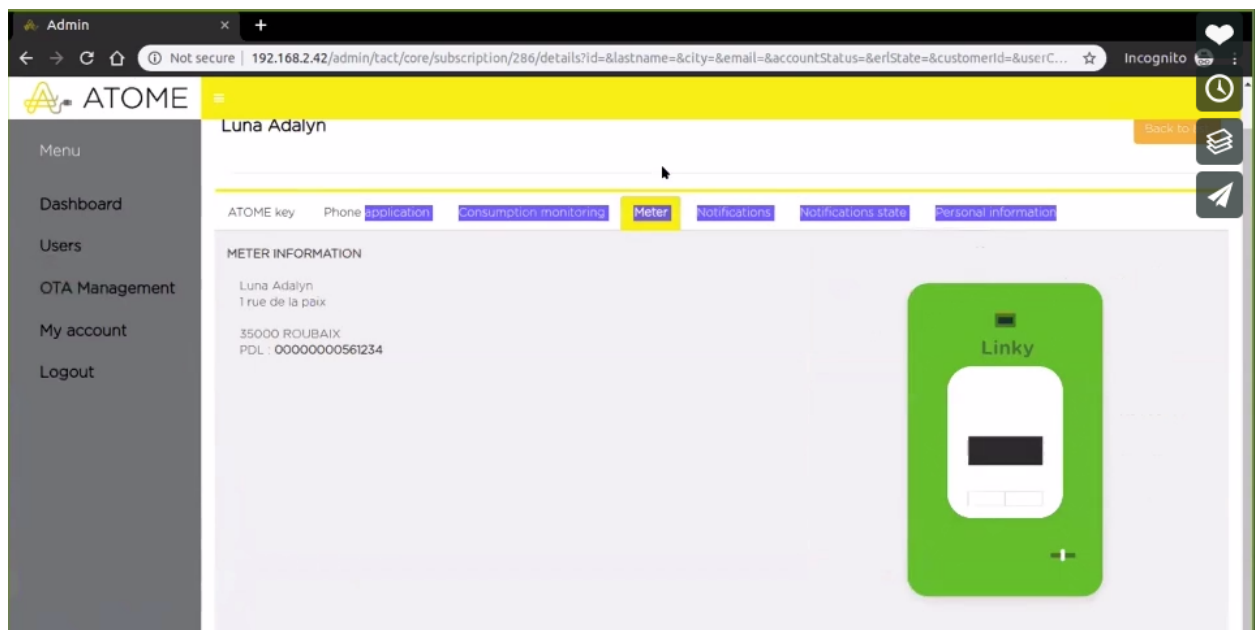 Admin
Not secure 192.168.2.42/admin/tact/core/subscription/286/details?id=&lastname=&city=&email=&accountStatus=&erlState=&customerId=&userC... Incognito
ATOME
Luna Adalyn
Back to
Menu
Dashboard
Users
OTA Management
My account
Logout
ATOME key Phone application Consumption monitoring Meter Notifications Notifications state Personal information
METER INFORMATION
Luna Adalyn
1 rue de la paix
35000 ROUBAIX
PDL : 00000000561234
Linky